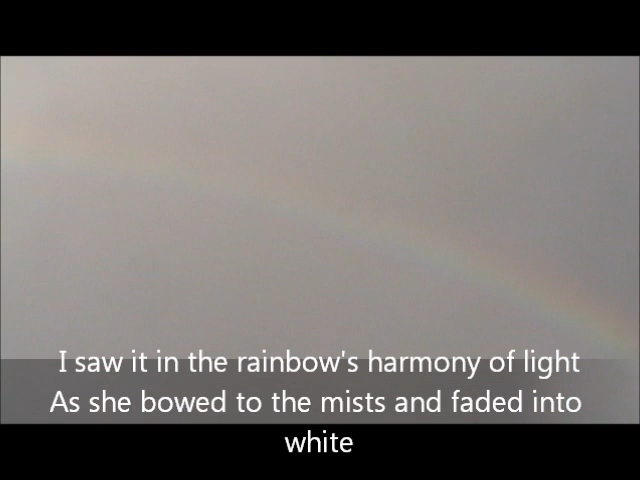 I saw it in the rainbow's harmony of light
As she bowed to the mists and faded into
white